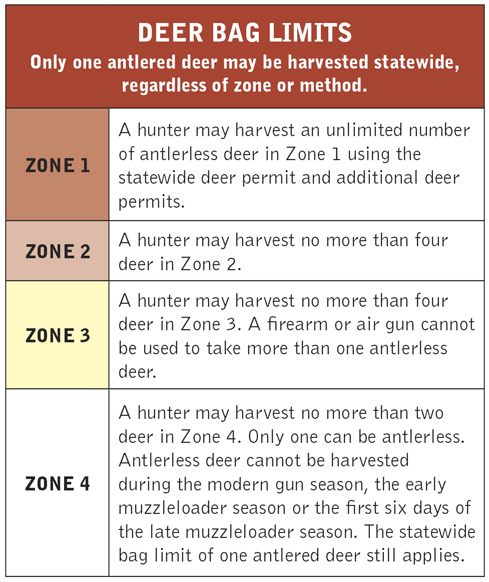 DEER BAG LIMITS
Only one antlered deer may be harvested statewide,
regardless of zone or method.
ZONE 1
A hunter may harvest an unlimited number
of antlerless deer in Zone 1 using the
statewide deer permit and additional deer
permits.
ZONE 2
A hunter may harvest no more than four
deer in Zone 2.
ZONE 3
A hunter may harvest no more than four
deer in Zone 3. A firearm or air gun cannot
be used to take more than one antlerless
deer.
ZONE 4
A hunter may harvest no more than two
deer in Zone 4. Only one can be antlerless.
Antlerless deer cannot be harvested
during the modern gun season, the early
muzzleloader season or the first six days of
the late muzzleloader season. The statewide
bag limit of one antlered deer still applies.